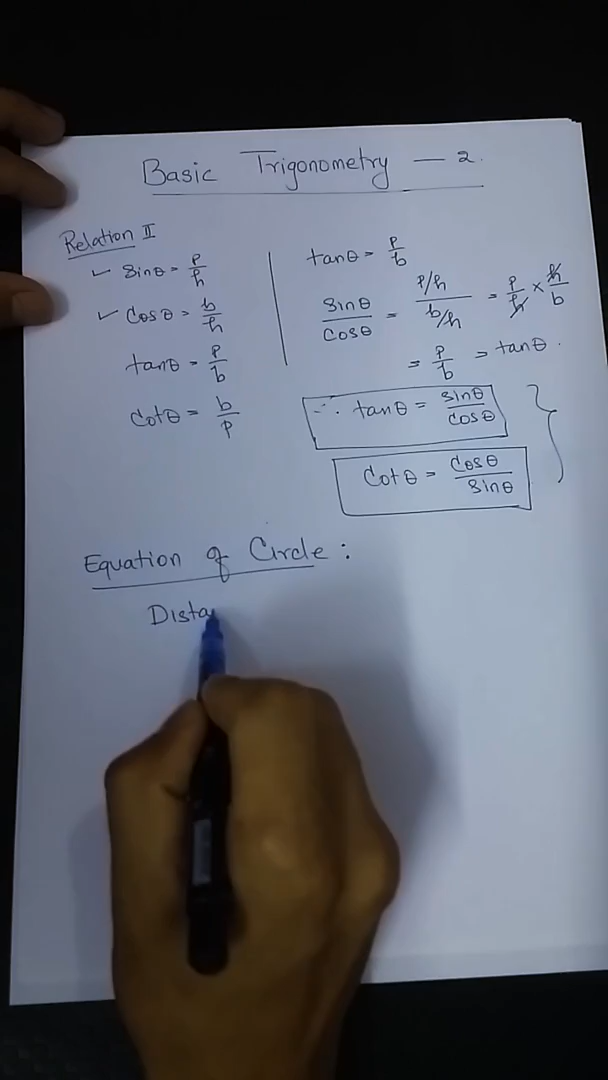 Basic Trigonometry — 2.
Relation II
✓ Sinθ = p/h
✓ Cosθ = b/h
tanθ = p/b
Cotθ = b/p
tanθ = p/b
Sinθ/Cosθ = (p/h)/(b/h) = p/h × h/b
= p/b = tanθ.
∴ tanθ = Sinθ/Cosθ
Cotθ = Cosθ/Sinθ
Equation of Circle :
Dista